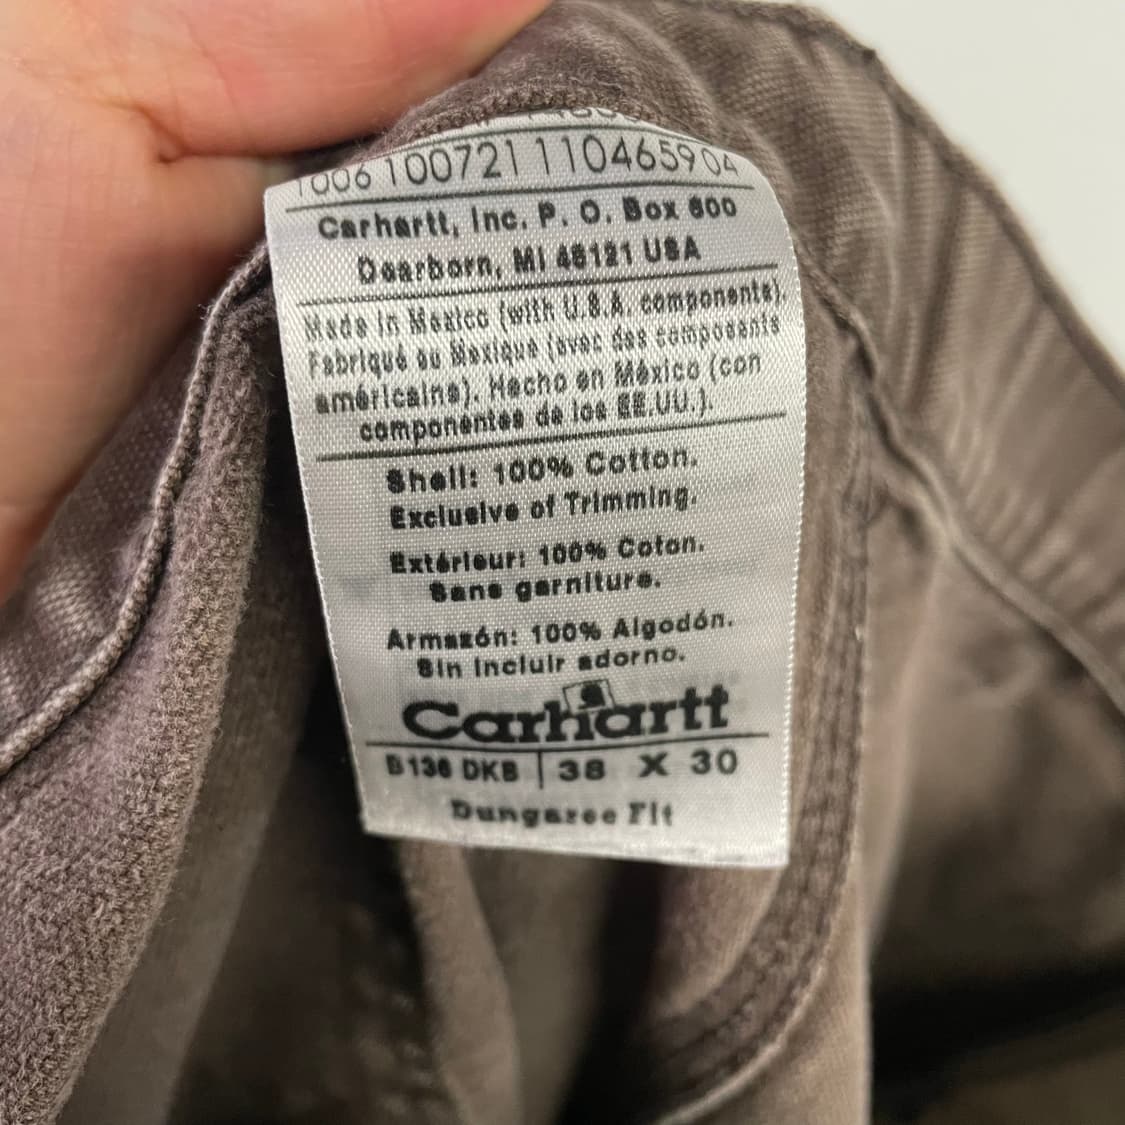 1006 100721 110465904
Carhartt, Inc. P. O. Box 600
Dearborn, MI 48121 USA
Made in Mexico (with U.S.A. components).
Fabriqué au Mexique (avec des composants
américains). Hecho en México (con
componentes de los EE.UU.).
Shell: 100% Cotton.
Exclusive of Trimming.
Extérieur: 100% Coton.
Sans garniture.
Armazón: 100% Algodón.
Sin incluir adorno.
Carhartt
B136 DKB 38 X 30
Dungaree Fit